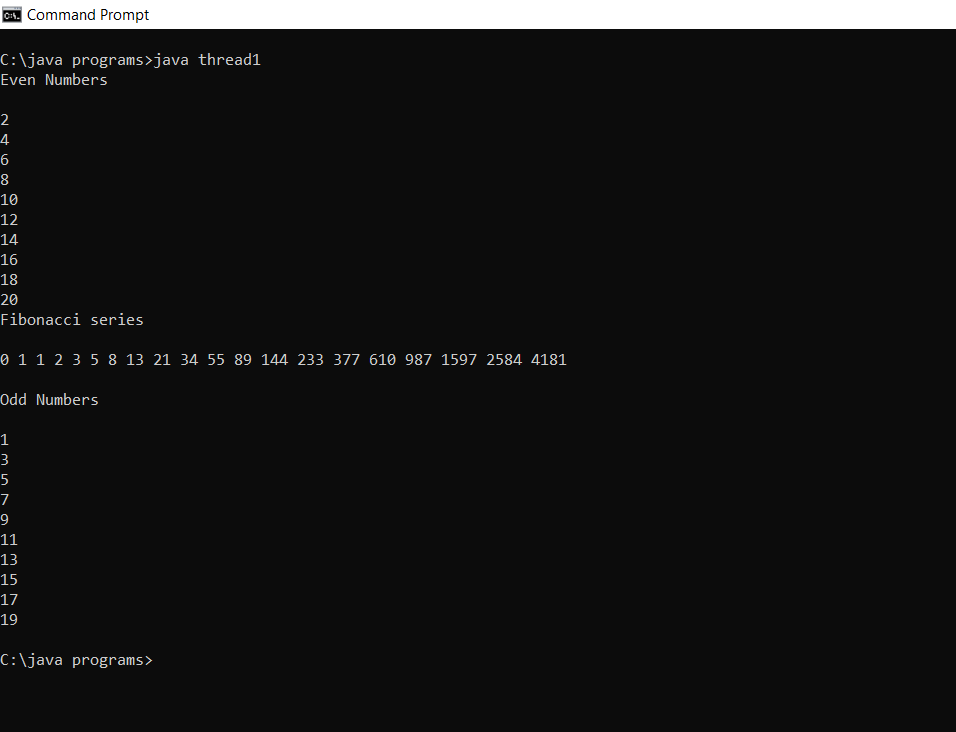 Command Prompt
C:\java programs>java thread1
Even Numbers
2
4
6
8
10
12
14
16
18
20
Fibonacci series
0 1 1 2 3 5 8 13 21 34 55 89 144 233 377 610 987 1597 2584 4181
Odd Numbers
1
3
5
7
9
11
13
15
17
19
C:\java programs>